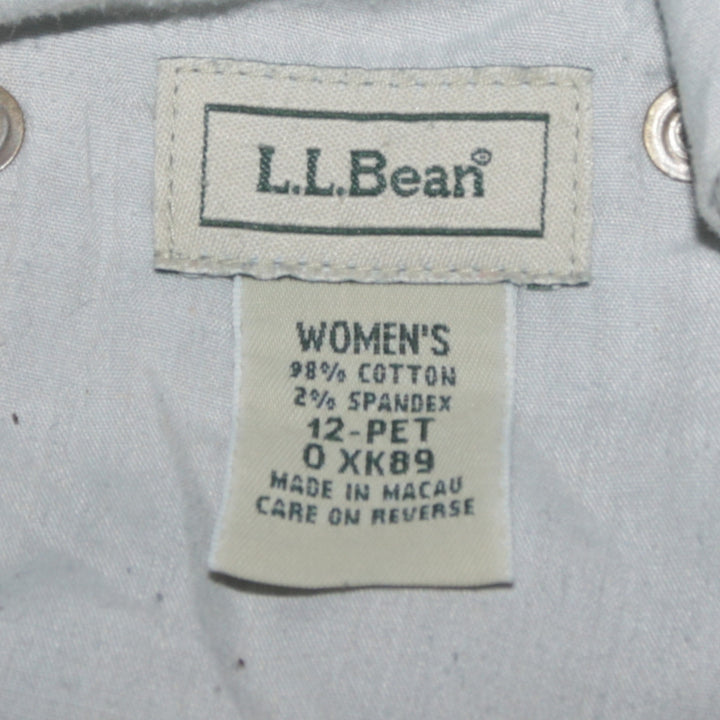 L.L.Bean®
WOMEN'S
98% COTTON
2% SPANDEX
12-PET
0 XK89
MADE IN MACAU
CARE ON REVERSE